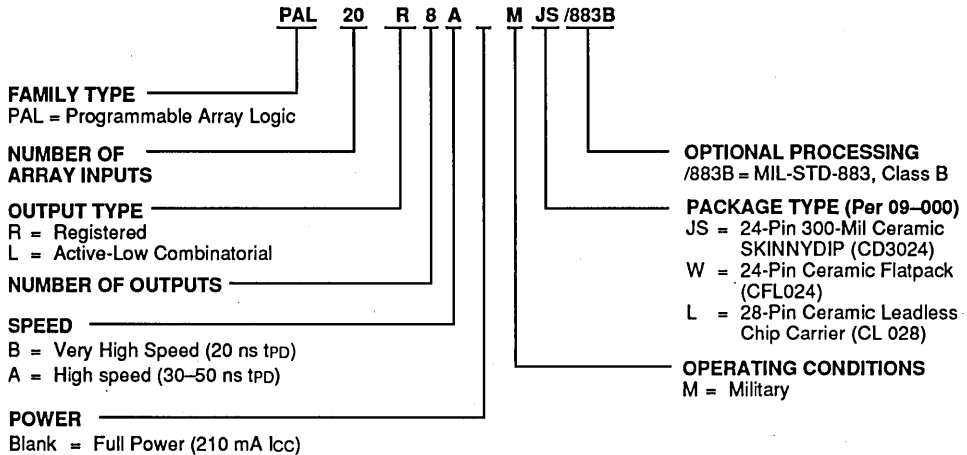 PAL 20 R 8 A M JS /883B
FAMILY TYPE
PAL = Programmable Array Logic
NUMBER OF
ARRAY INPUTS
OUTPUT TYPE
R = Registered
L = Active-Low Combinatorial
NUMBER OF OUTPUTS
SPEED
B = Very High Speed (20 ns tPD)
A = High speed (30–50 ns tPD)
POWER
Blank = Full Power (210 mA ICC)
OPTIONAL PROCESSING
/883B = MIL-STD-883, Class B
PACKAGE TYPE (Per 09–000)
JS = 24-Pin 300-Mil Ceramic
SKINNYDIP (CD3024)
W = 24-Pin Ceramic Flatpack
(CFL024)
L = 28-Pin Ceramic Leadless
Chip Carrier (CL 028)
OPERATING CONDITIONS
M = Military